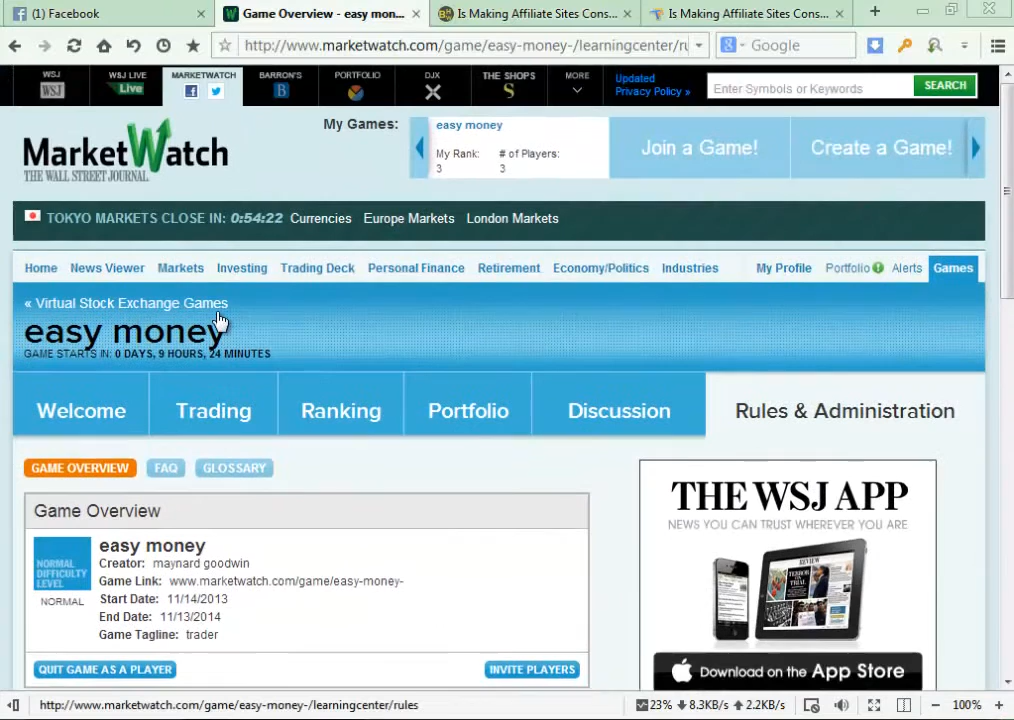 (1) Facebook
Game Overview - easy mon...
Is Making Affiliate Sites Cons...
Is Making Affiliate Sites Cons...
http://www.marketwatch.com/game/easy-money-/learningcenter/ru
Google
WSJ
WSJ
WSJ LIVE
Live
MARKETWATCH
BARRON'S
B
PORTFOLIO
DJX
THE SHOPS
S
MORE
Updated
Privacy Policy »
Enter Symbols or Keywords
SEARCH
MarketWatch
THE WALL STREET JOURNAL
My Games:
easy money
My Rank:
# of Players:
3
3
Join a Game!
Create a Game!
TOKYO MARKETS CLOSE IN: 0:54:22 Currencies Europe Markets London Markets
Home News Viewer Markets Investing Trading Deck Personal Finance Retirement Economy/Politics Industries My Profile Portfolio Alerts Games
« Virtual Stock Exchange Games
easy money
GAME STARTS IN: 0 DAYS, 9 HOURS, 24 MINUTES
Welcome Trading Ranking Portfolio Discussion Rules & Administration
GAME OVERVIEW FAQ GLOSSARY
Game Overview
NORMAL
DIFFICULTY
LEVEL
NORMAL
easy money
Creator: maynard goodwin
Game Link: www.marketwatch.com/game/easy-money-
Start Date: 11/14/2013
End Date: 11/13/2014
Game Tagline: trader
QUIT GAME AS A PLAYER
INVITE PLAYERS
THE WSJ APP
NEWS YOU CAN TRUST WHEREVER YOU ARE
Download on the App Store
http://www.marketwatch.com/game/easy-money-/learningcenter/rules
23% 8.3KB/s 2.2KB/s
100%